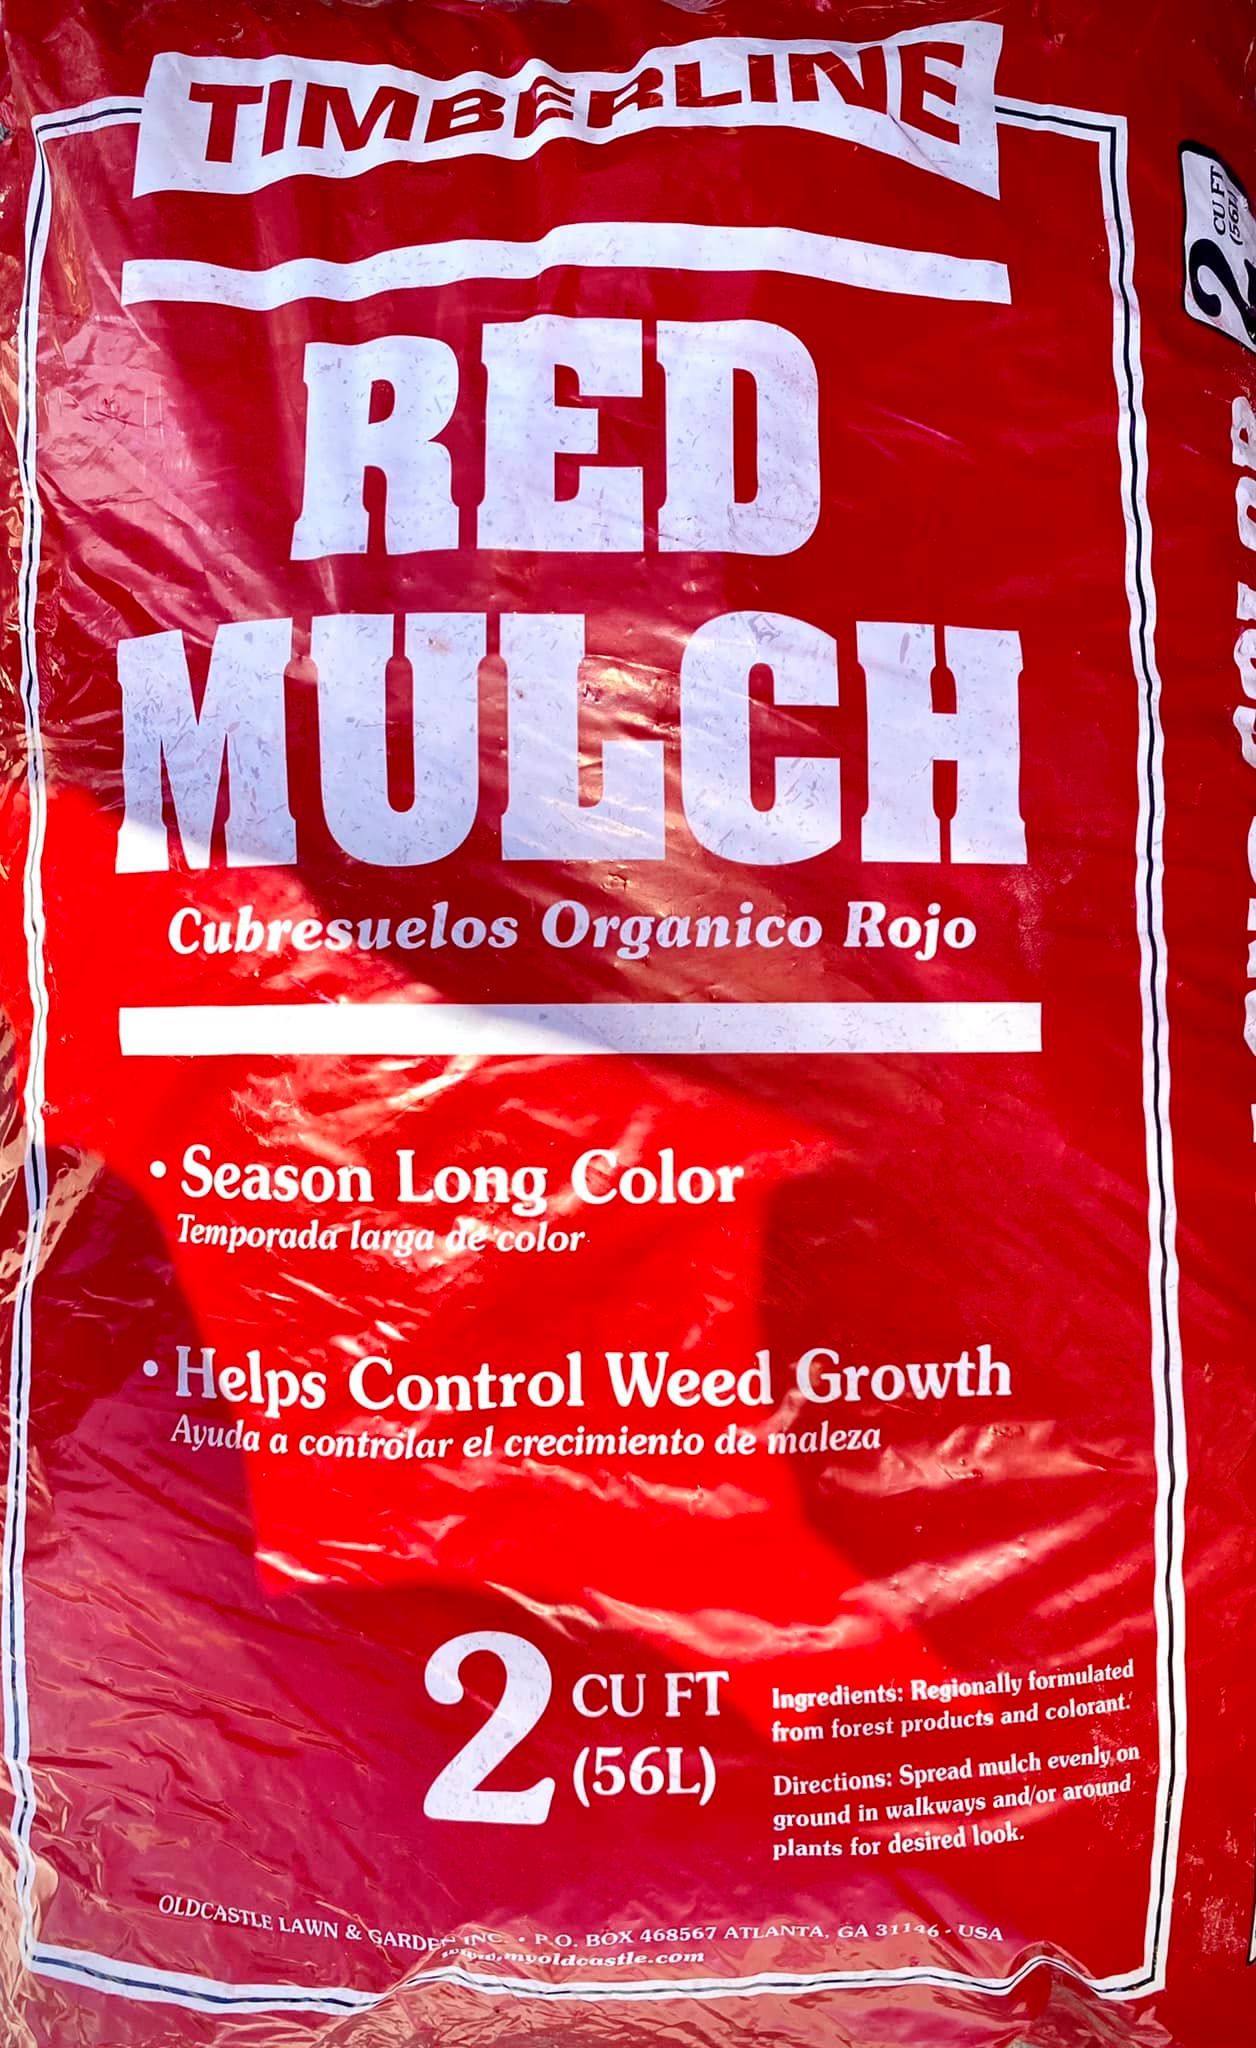 TIMBERLINE
RED
MULCH
Cubresuelos Organico Rojo
• Season Long Color
Temporada larga de color
• Helps Control Weed Growth
Ayuda a controlar el crecimiento de maleza
2 CU FT
(56L)
Ingredients: Regionally formulated
from forest products and colorant.
Directions: Spread mulch evenly on
ground in walkways and/or around
plants for desired look.
OLDCASTLE LAWN & GARDEN INC. • P.O. BOX 468567 ATLANTA, GA 31146 - USA
www.myoldcastle.com
2 CU FT
(56L)